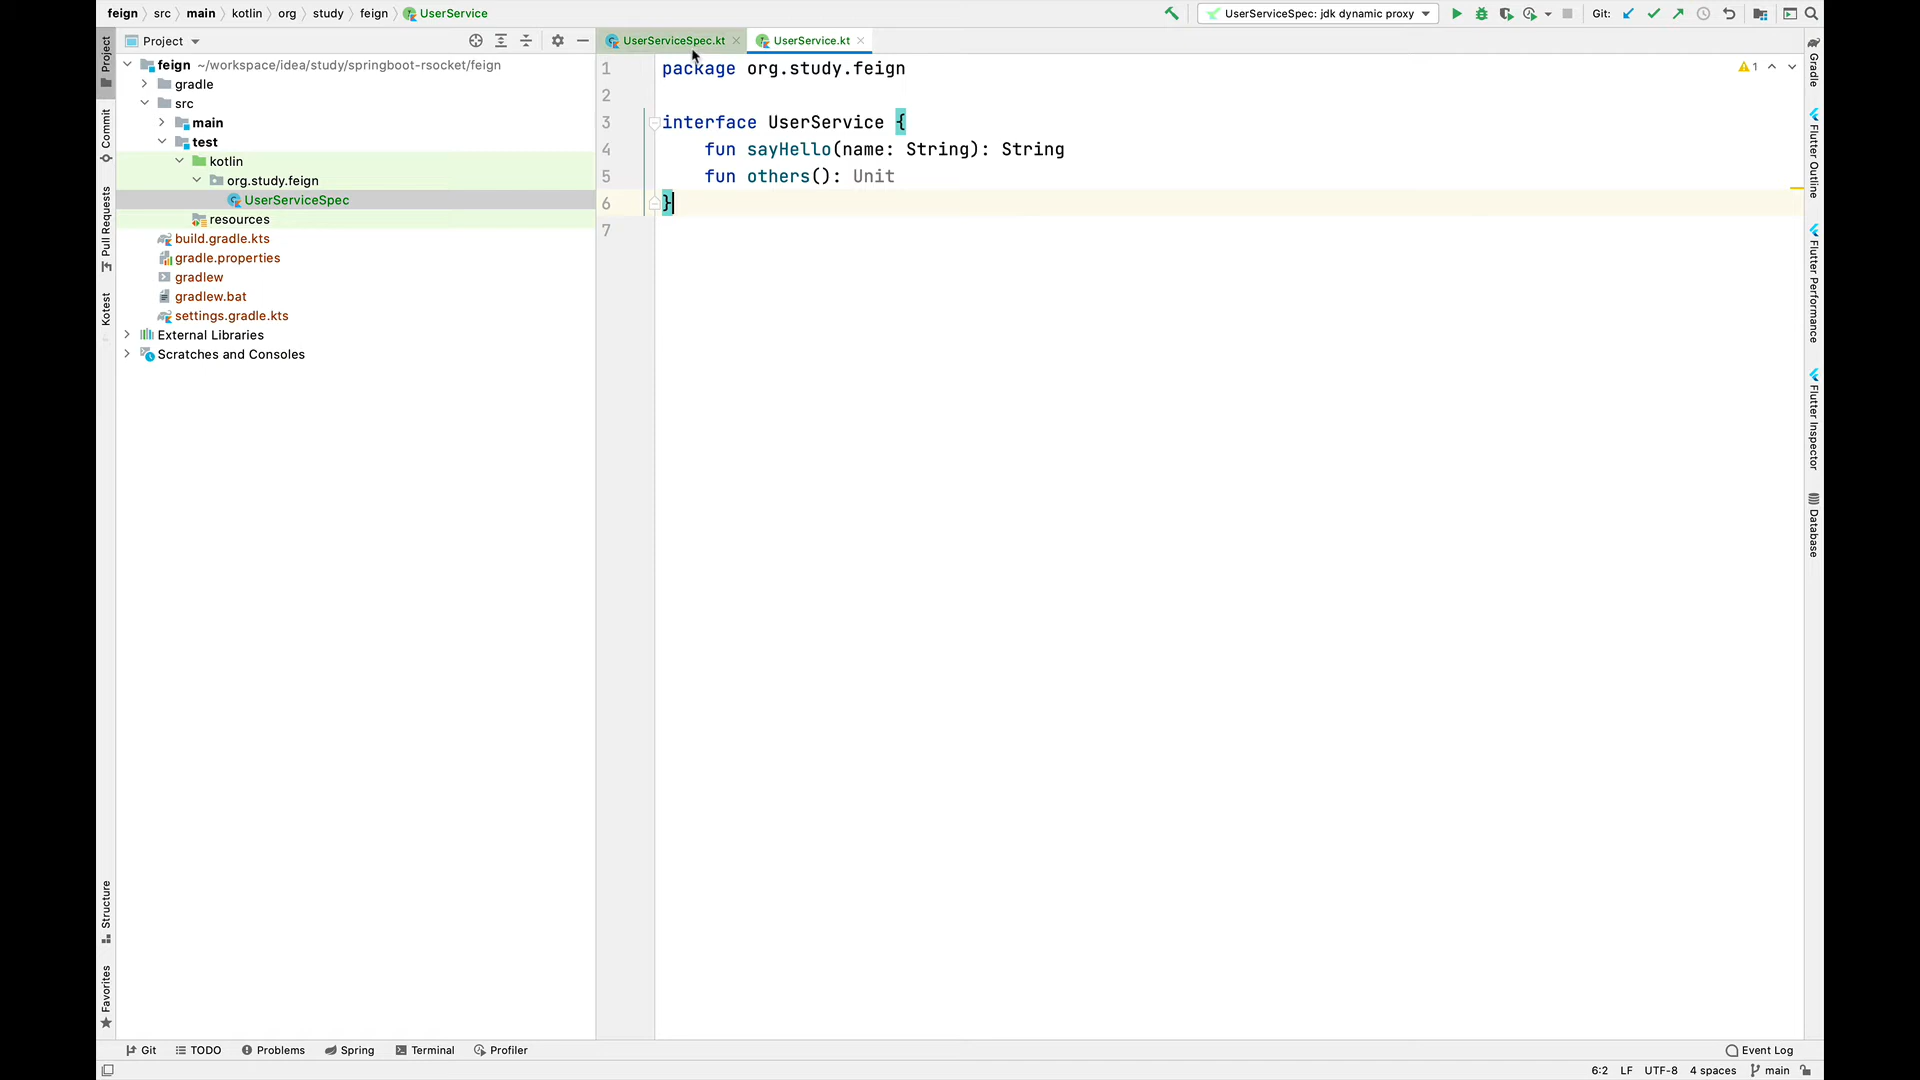 feign src main kotlin org study feign UserService
UserServiceSpec: jdk dynamic proxy
Git:
Project
UserServiceSpec.kt
UserService.kt
feign ~/workspace/idea/study/springboot-rsocket/feign
gradle
src
main
test
kotlin
org.study.feign
UserServiceSpec
resources
build.gradle.kts
gradle.properties
gradlew
gradlew.bat
settings.gradle.kts
External Libraries
Scratches and Consoles
Project
Commit
Pull Requests
Kotest
Structure
Favorites
1 package org.study.feign
2
3 interface UserService {
4 fun sayHello(name: String): String
5 fun others(): Unit
6 }
7
1
Gradle
Flutter Outline
Flutter Performance
Flutter Inspector
Database
Git TODO Problems Spring Terminal Profiler
Event Log
6:2 LF UTF-8 4 spaces main